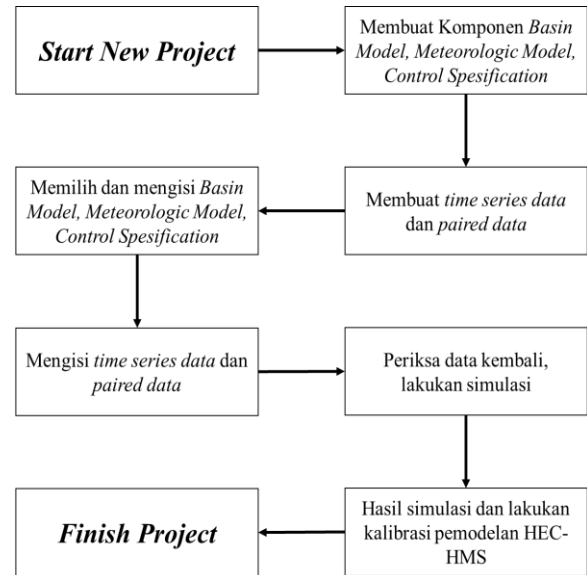 Start New Project
Membuat Komponen Basin
Model, Meteorologic Model,
Control Spesification
Membuat time series data
dan paired data
Memilih dan mengisi Basin
Model, Meteorologic Model,
Control Spesification
Mengisi time series data dan
paired data
Periksa data kembali,
lakukan simulasi
Hasil simulasi dan lakukan
kalibrasi pemodelan HEC-
HMS
Finish Project